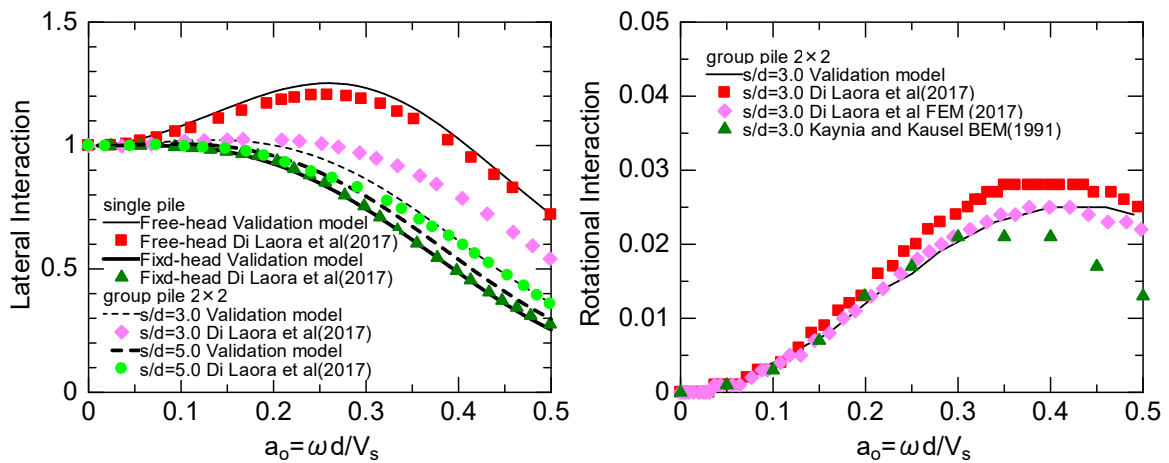 1.5
1
0.5
0
0
0.1
0.2
0.3
0.4
0.5
Lateral Interaction
aₒ=ωd/Vₛ
single pile
Free-head Validation model
Free-head Di Laora et al(2017)
Fixd-head Validation model
Fixd-head Di Laora et al(2017)
group pile 2×2
s/d=3.0 Validation model
s/d=3.0 Di Laora et al(2017)
s/d=5.0 Validation model
s/d=5.0 Di Laora et al(2017)
0.05
0.04
0.03
0.02
0.01
0
0
0.1
0.2
0.3
0.4
0.5
Rotational Interaction
aₒ=ωd/Vₛ
group pile 2×2
s/d=3.0 Validation model
s/d=3.0 Di Laora et al(2017)
s/d=3.0 Di Laora et al FEM (2017)
s/d=3.0 Kaynia and Kausel BEM(1991)